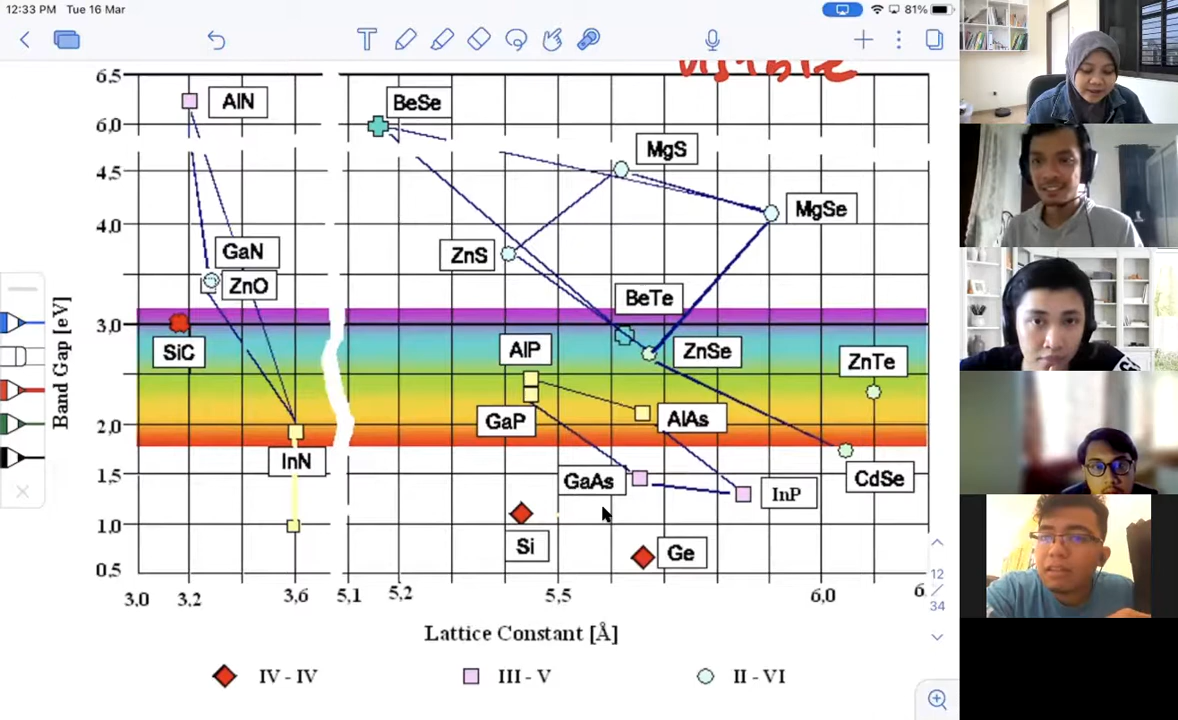 12:33 PM Tue 16 Mar
81%
visible
6.5
6.0
4.5
4.0
3.0
2.0
1.5
1.0
0.5
Band Gap [eV]
AlN
BeSe
MgS
MgSe
ZnS
GaN
ZnO
BeTe
SiC
AlP
ZnSe
ZnTe
GaP
AlAs
InN
GaAs
InP
CdSe
Si
Ge
3.0
3,2
3,6
5,1
5,2
5,5
6,0
6.
12
/
34
Lattice Constant [Å]
IV - IV
III - V
II - VI